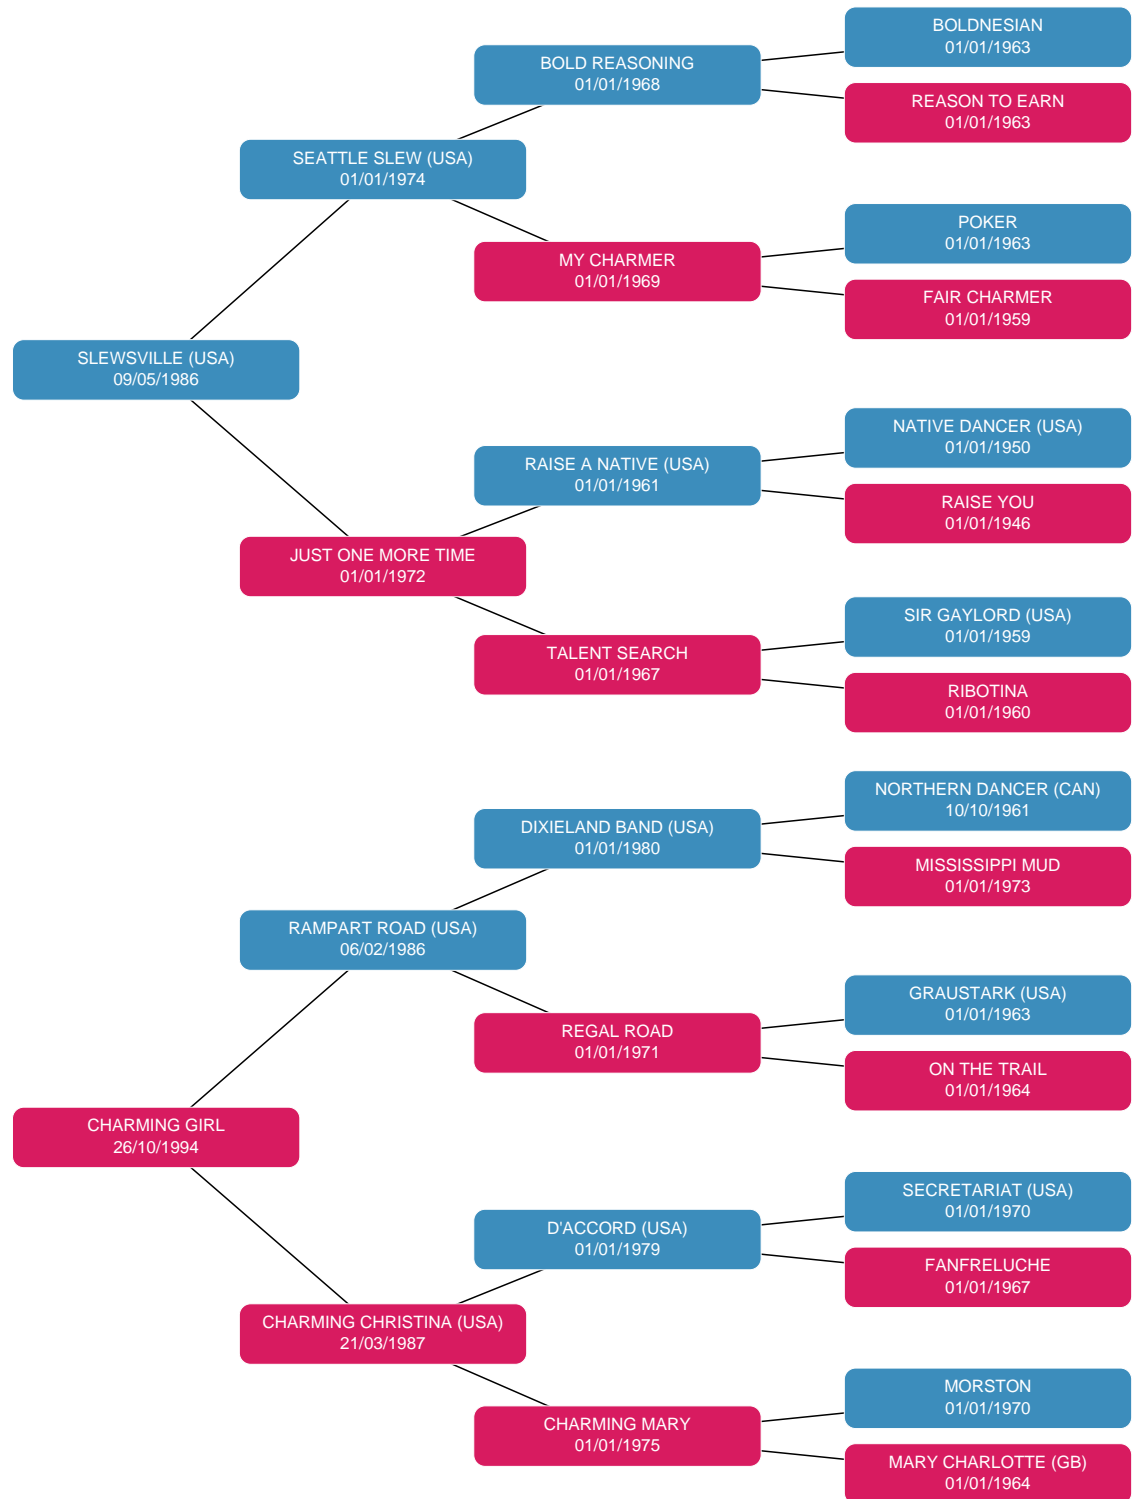 BOLDNESIAN
01/01/1963
BOLD REASONING
01/01/1968
REASON TO EARN
01/01/1963
SEATTLE SLEW (USA)
01/01/1974
POKER
01/01/1963
MY CHARMER
01/01/1969
FAIR CHARMER
01/01/1959
SLEWSVILLE (USA)
09/05/1986
NATIVE DANCER (USA)
01/01/1950
RAISE A NATIVE (USA)
01/01/1961
RAISE YOU
01/01/1946
JUST ONE MORE TIME
01/01/1972
SIR GAYLORD (USA)
01/01/1959
TALENT SEARCH
01/01/1967
RIBOTINA
01/01/1960
NORTHERN DANCER (CAN)
10/10/1961
DIXIELAND BAND (USA)
01/01/1980
MISSISSIPPI MUD
01/01/1973
RAMPART ROAD (USA)
06/02/1986
GRAUSTARK (USA)
01/01/1963
REGAL ROAD
01/01/1971
ON THE TRAIL
01/01/1964
CHARMING GIRL
26/10/1994
SECRETARIAT (USA)
01/01/1970
D'ACCORD (USA)
01/01/1979
FANFRELUCHE
01/01/1967
CHARMING CHRISTINA (USA)
21/03/1987
MORSTON
01/01/1970
CHARMING MARY
01/01/1975
MARY CHARLOTTE (GB)
01/01/1964